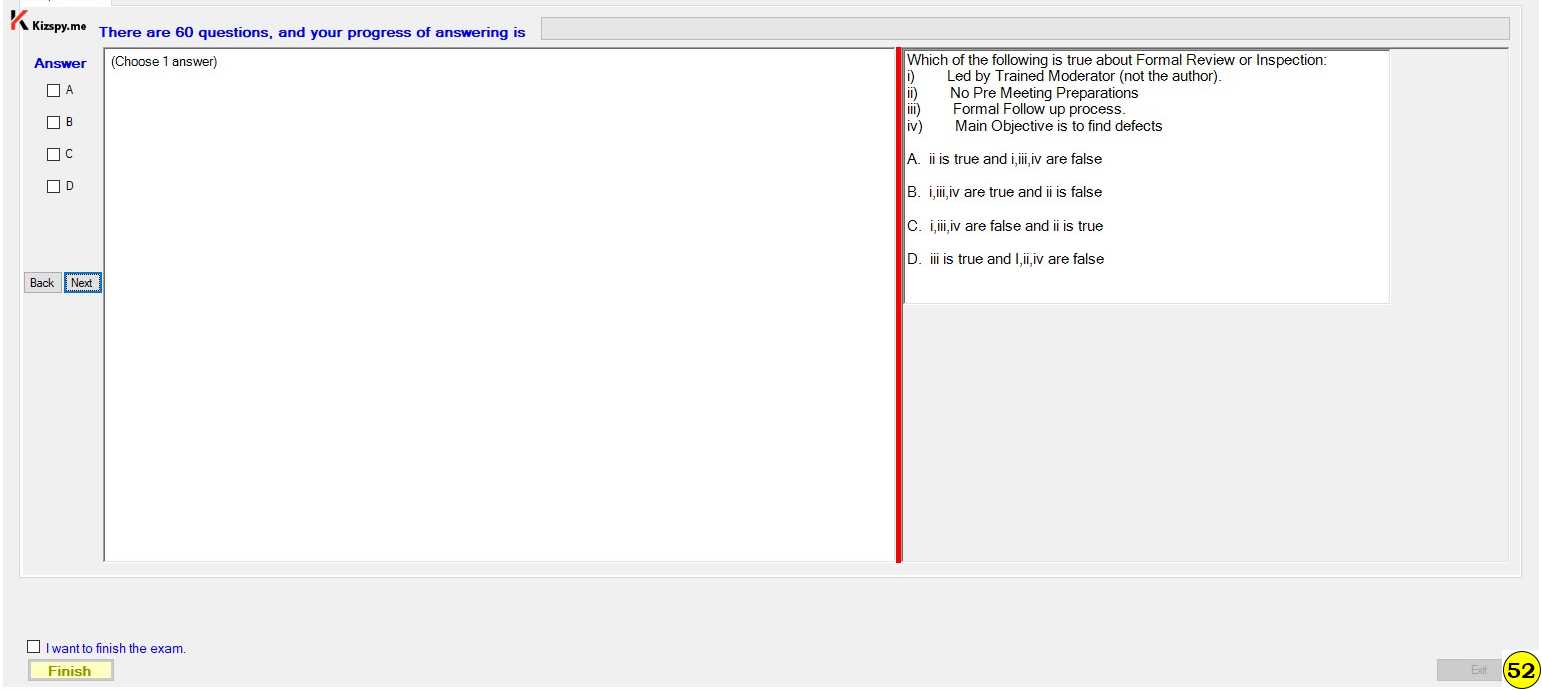 Kizspy.me
There are 60 questions, and your progress of answering is
Answer
A
B
C
D
Back Next
(Choose 1 answer)
Which of the following is true about Formal Review or Inspection:
i) Led by Trained Moderator (not the author).
ii) No Pre Meeting Preparations
iii) Formal Follow up process.
iv) Main Objective is to find defects
A. ii is true and i,iii,iv are false
B. i,iii,iv are true and ii is false
C. i,iii,iv are false and ii is true
D. iii is true and I,ii,iv are false
I want to finish the exam.
Finish
Exit
52